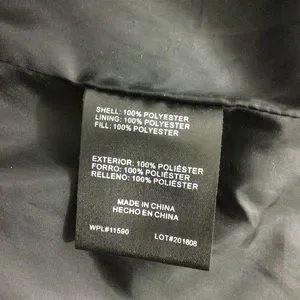 SHELL: 100% POLYESTER
LINING: 100% POLYESTER
FILL: 100% POLYESTER
EXTERIOR: 100% POLIÉSTER
FORRO: 100% POLIÉSTER
RELLENO: 100% POLIÉSTER
MADE IN CHINA
HECHO EN CHINA
WPL#11590 LOT#201808